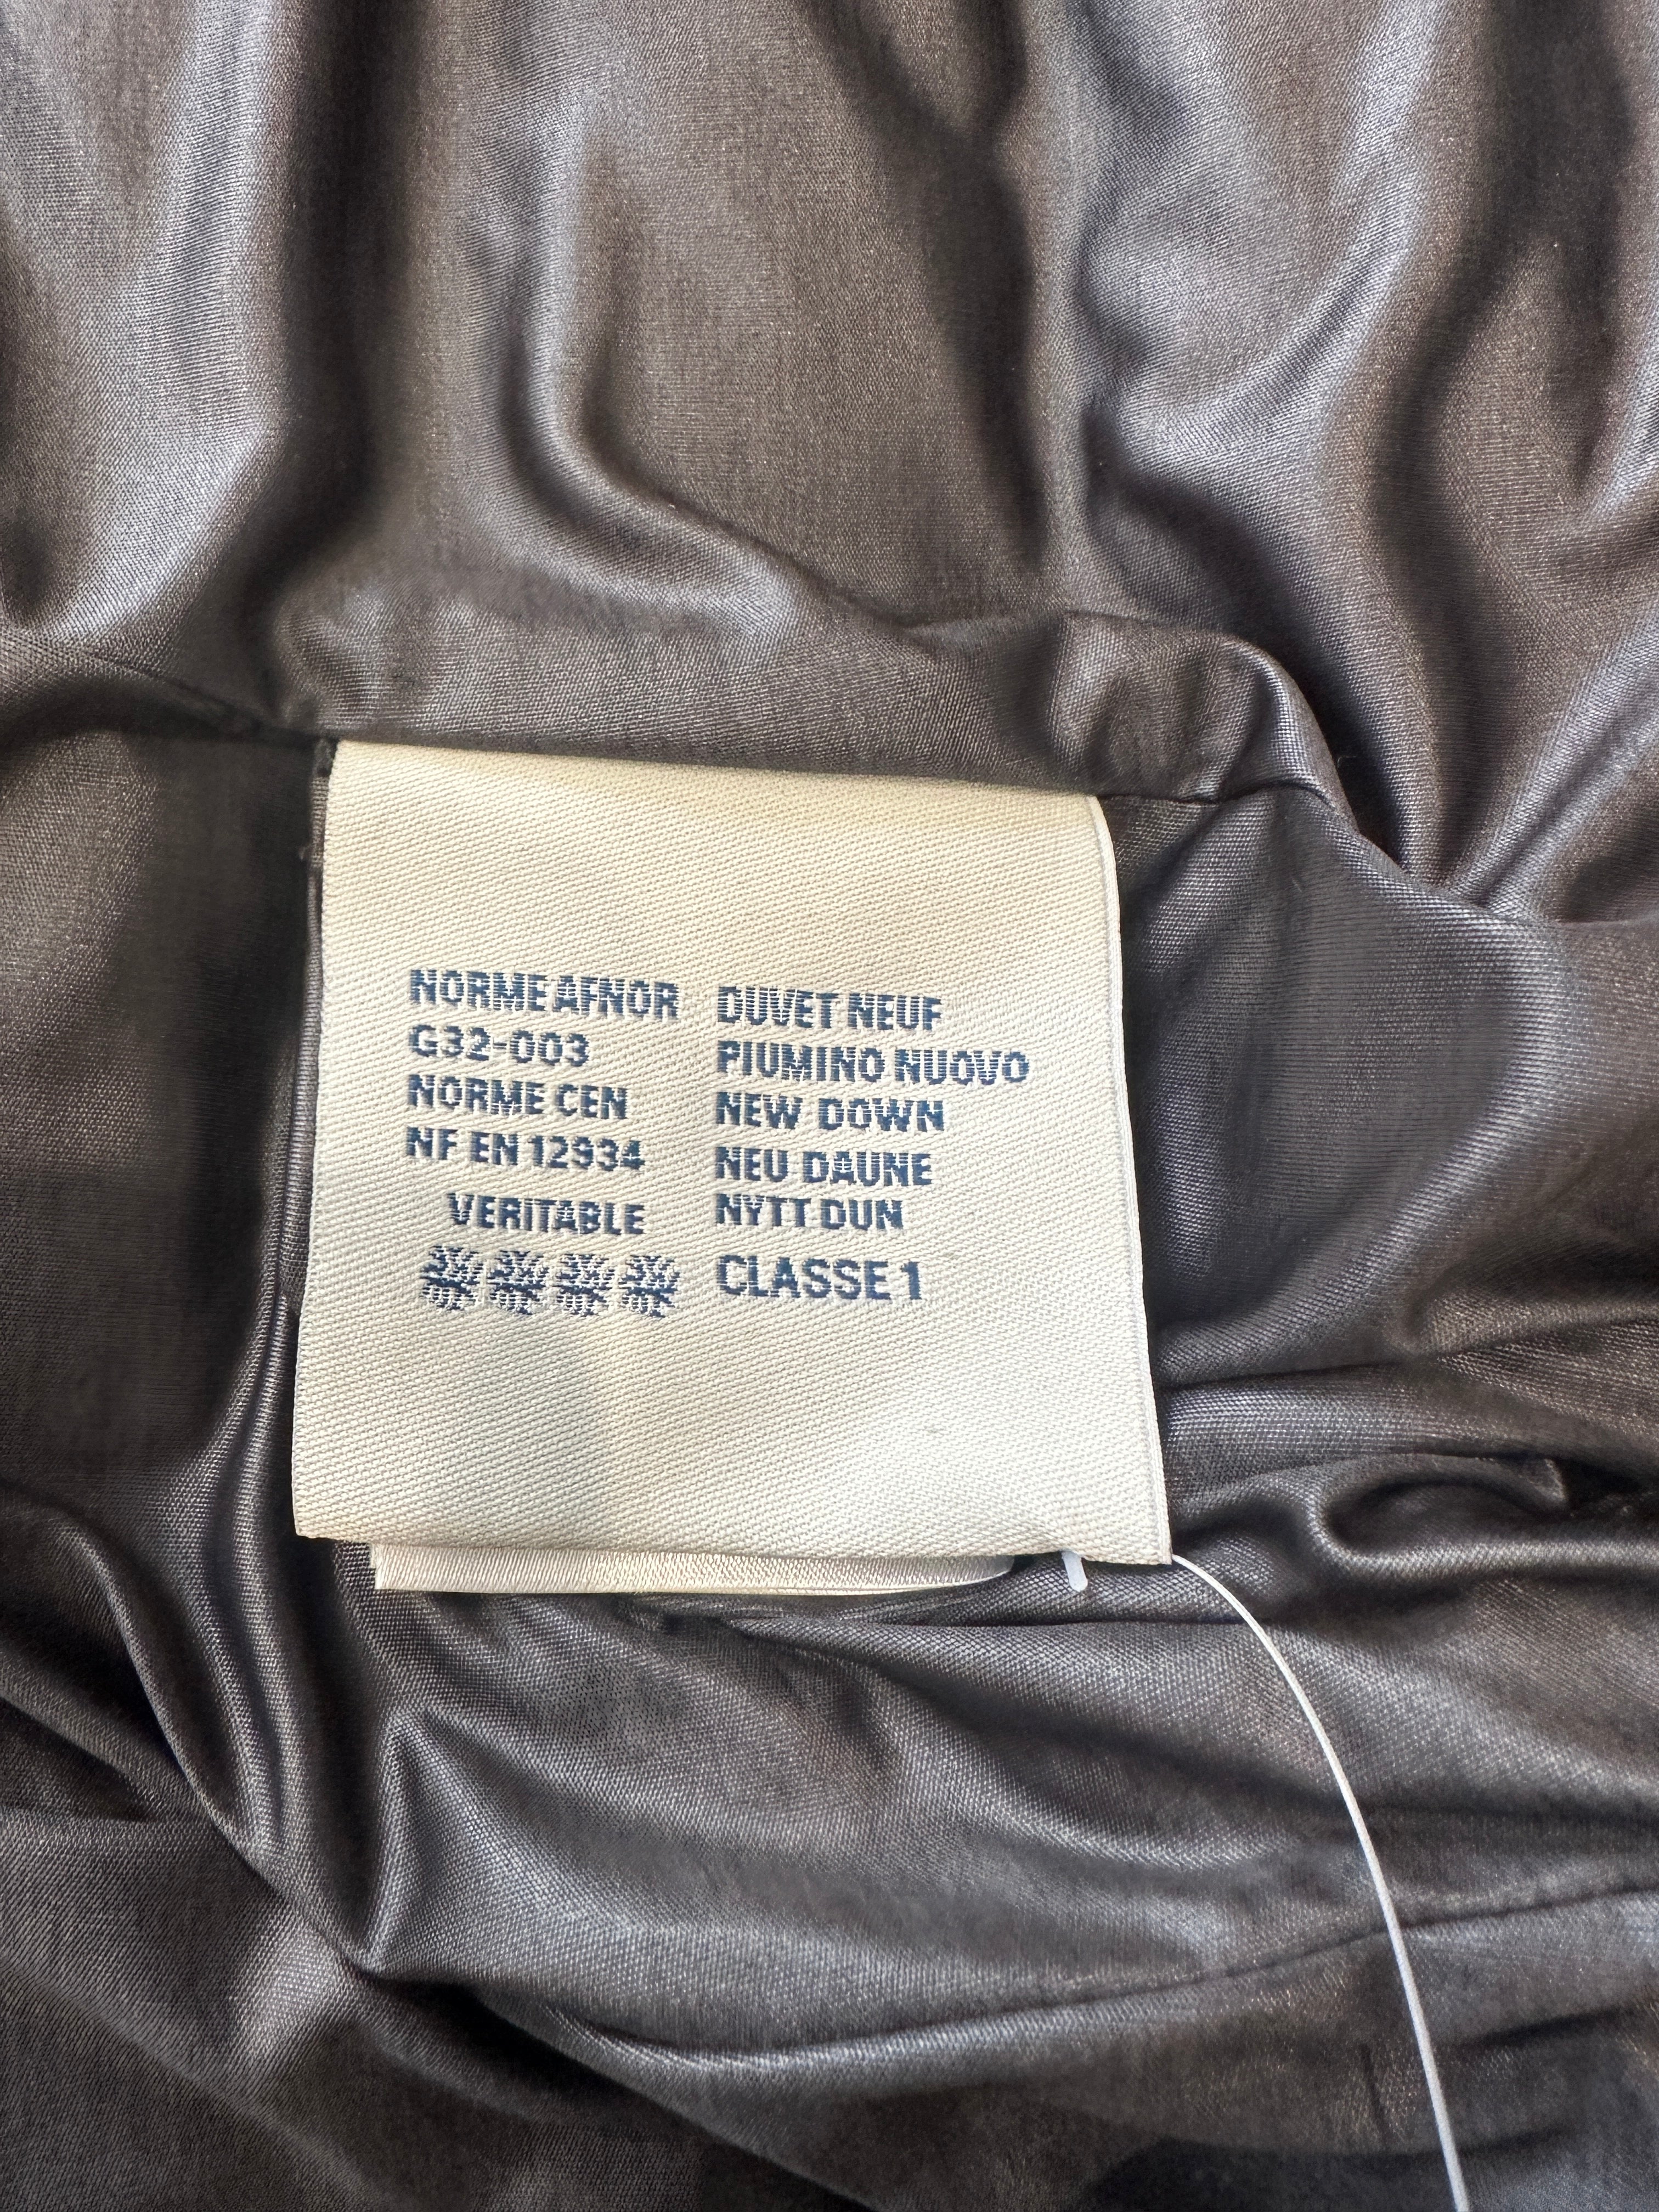 NORME AFNOR
G32-003
NORME CEN
NF EN 12934
VERITABLE
DUVET NEUF
PIUMINO NUOVO
NEW DOWN
NEU DAUNE
NYTT DUN
CLASSE 1